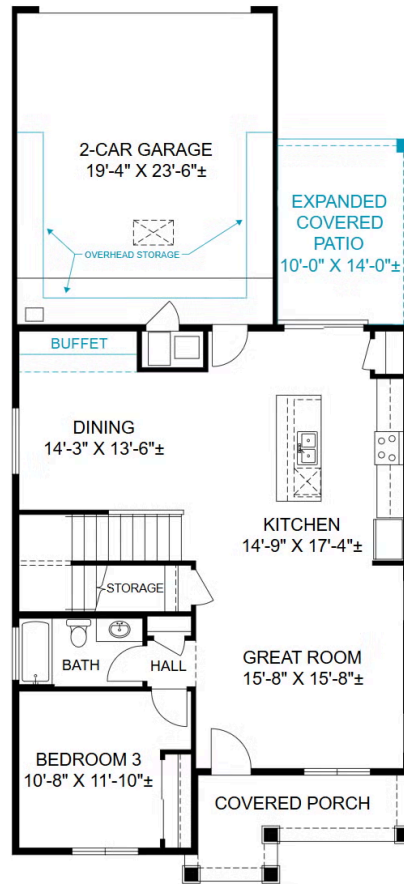 2-CAR GARAGE
19'-4" X 23'-6"±
EXPANDED
COVERED
PATIO
10'-0" X 14'-0"±
OVERHEAD STORAGE
BUFFET
DINING
14'-3" X 13'-6"±
KITCHEN
14'-9" X 17'-4"±
STORAGE
BATH
HALL
GREAT ROOM
15'-8" X 15'-8"±
BEDROOM 3
10'-8" X 11'-10"±
COVERED PORCH